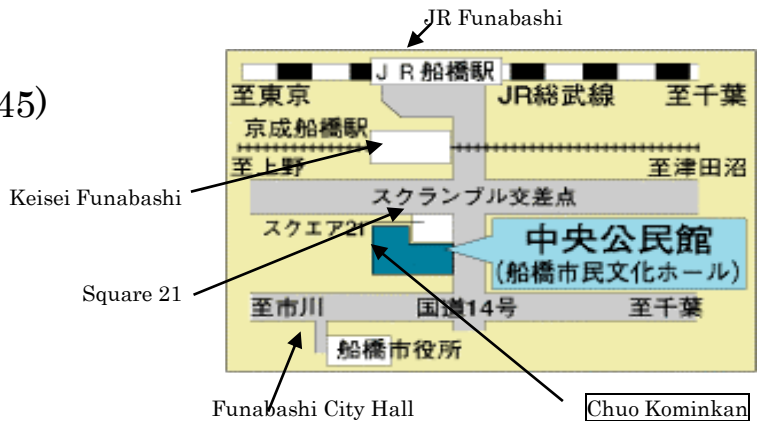 JR Funabashi
45)
JR船橋駅
至東京 JR総武線 至千葉
京成船橋駅
至上野 至津田沼
Keisei Funabashi
スクランブル交差点
スクエア21
中央公民館
(船橋市民文化ホール)
Square 21
至市川 国道14号 至千葉
船橋市役所
Funabashi City Hall
Chuo Kominkan